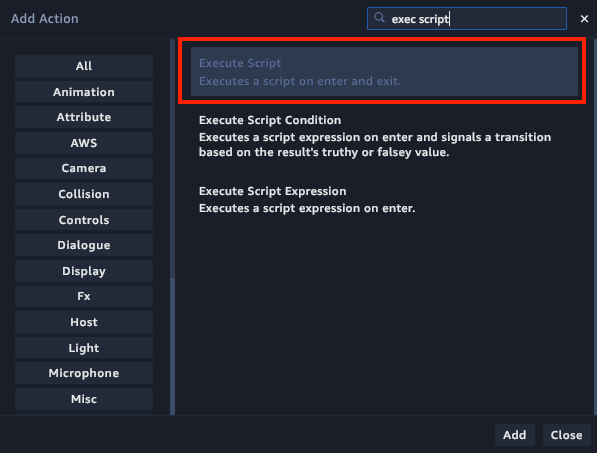 Add Action
exec script
All
Animation
Attribute
AWS
Camera
Collision
Controls
Dialogue
Display
Fx
Host
Light
Microphone
Misc
Execute Script
Executes a script on enter and exit.
Execute Script Condition
Executes a script expression on enter and signals a transition
based on the result's truthy or falsey value.
Execute Script Expression
Executes a script expression on enter.
Add
Close